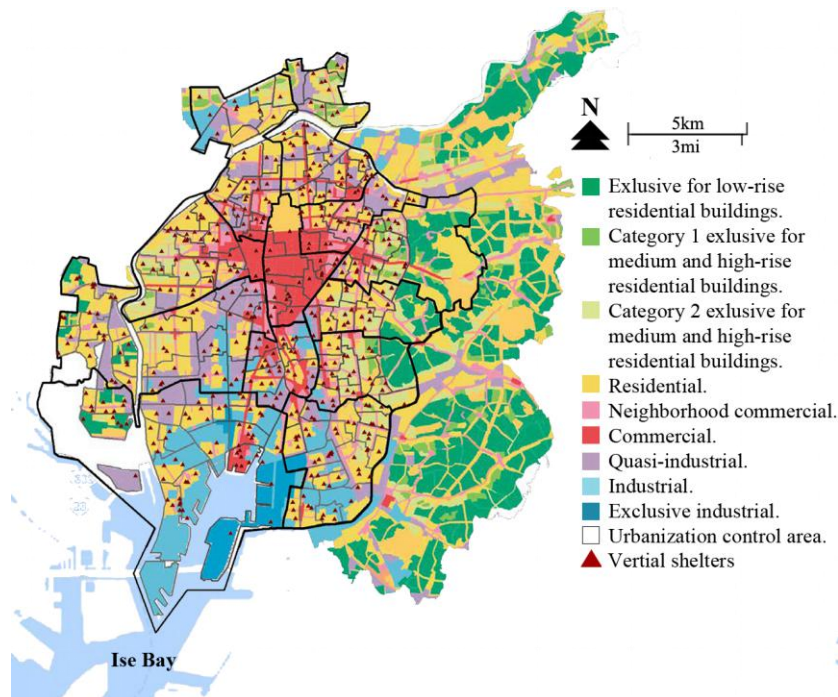 N
5km
3mi
Exlusive for low-rise
residential buildings.
Category 1 exlusive for
medium and high-rise
residential buildings.
Category 2 exlusive for
medium and high-rise
residential buildings.
Residential.
Neighborhood commercial.
Commercial.
Quasi-industrial.
Industrial.
Exclusive industrial.
Urbanization control area.
Vertial shelters
Ise Bay